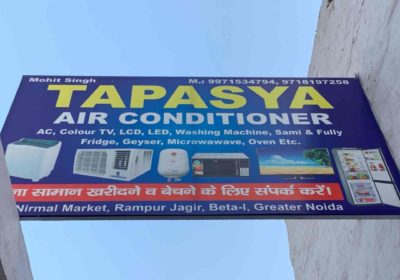 Mohit Singh M.: 9971534794, 9718197258
TAPASYA
AIR CONDITIONER
AC, Colour TV, LCD, LED, Washing Machine, Sami & Fully
Fridge, Geyser, Microwawave, Oven Etc.
सामान खरीदने व बेचने के लिए संपर्क करें।
Nirmal Market, Rampur Jagir, Beta-I, Greater Noida